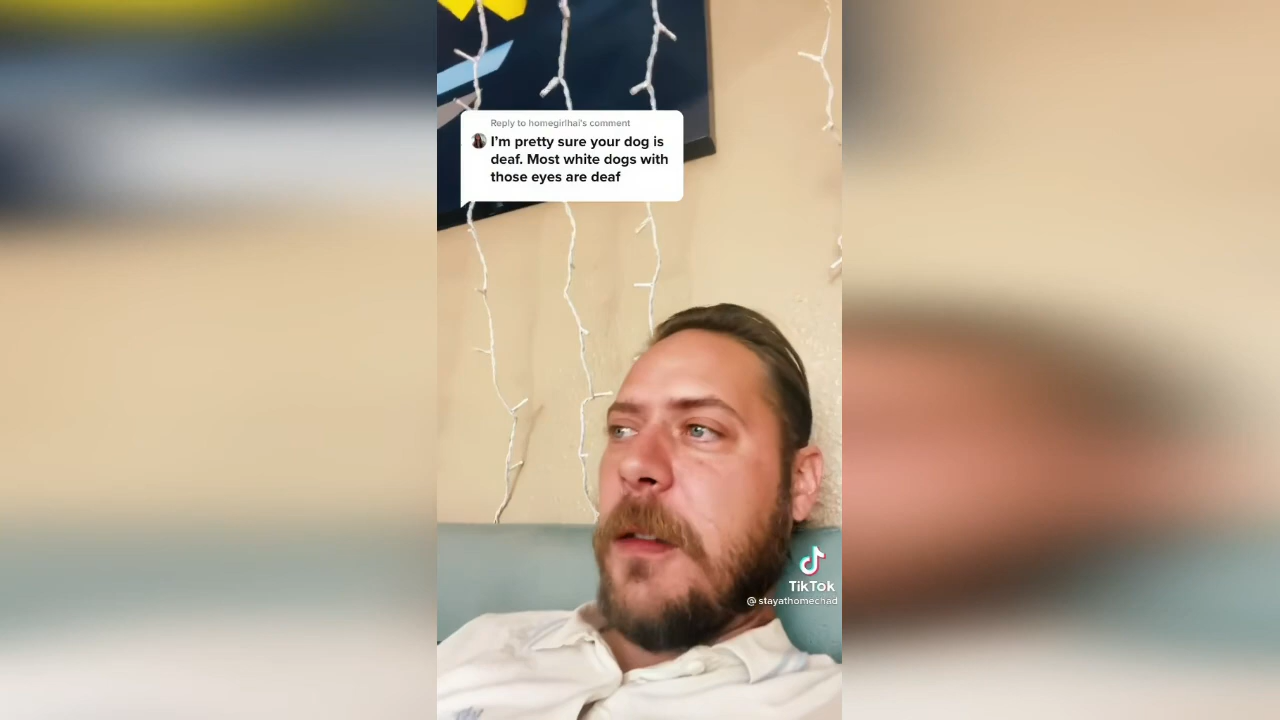 Reply to homegirlhai's comment
I'm pretty sure your dog is
deaf. Most white dogs with
those eyes are deaf
TikTok
@ stayathomechad